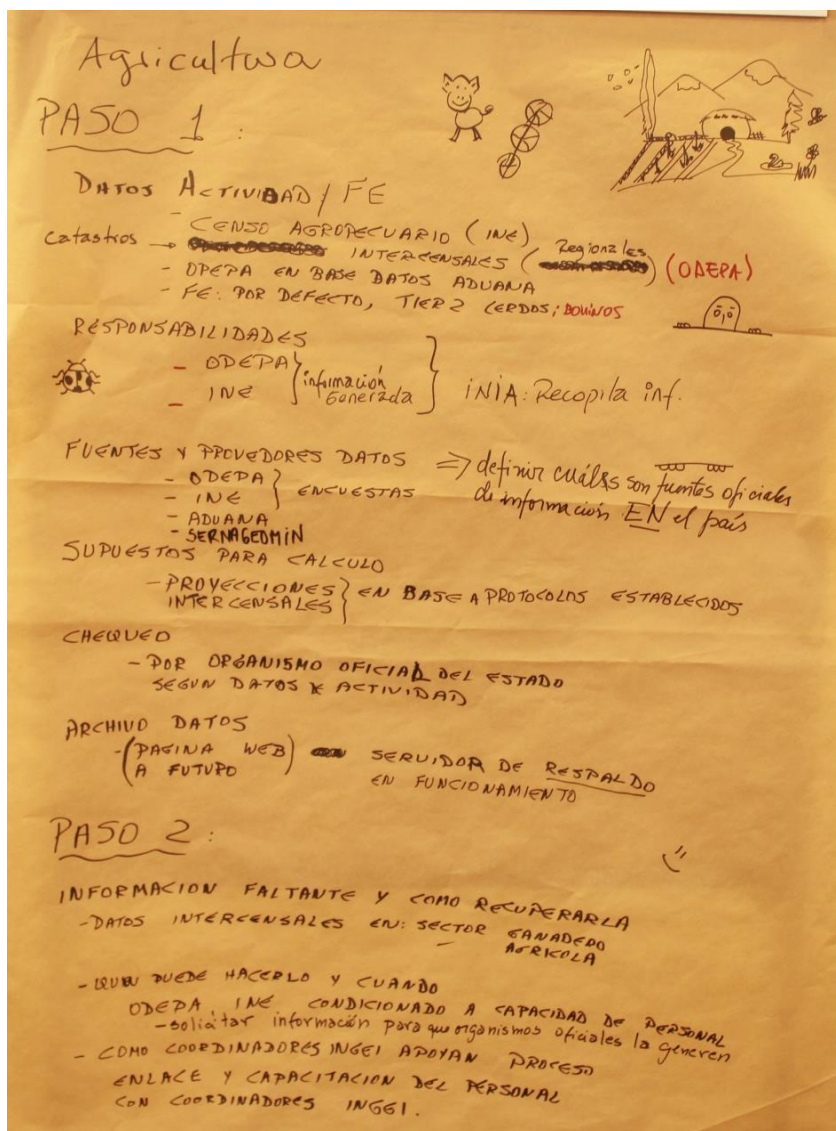 Agricultura
PASO 1 :
DATOS ACTIVIDAD / FE
- CENSO AGROPECUARIO (INE)
Catastros → INTERCENSALES ( Regionales ) (ODEPA)
- ODEPA EN BASE DATOS ADUANA
- FE: POR DEFECTO, TIER 2 CERDOS; BOVINOS
RESPONSABILIDADES
- ODEPA
- INE
información Generada
INIA: Recopila inf.
FUENTES Y PROVEDORES DATOS ⇒ definir cuáles son fuentes oficiales
de información EN el país
- ODEPA
- INE
ENCUESTAS
- ADUANA
- SERNAGEOMIN
SUPUESTOS PARA CALCULO
- PROYECCIONES
INTERCENSALES
EN BASE A PROTOCOLOS ESTABLECIDOS
CHEQUEO
- POR ORGANISMO OFICIAL DEL ESTADO
SEGUN DATOS ACTIVIDAD
ARCHIVO DATOS
- (PAGINA WEB
A FUTURO)
SERVIDOR DE RESPALDO
EN FUNCIONAMIENTO
PASO 2 :
INFORMACION FALTANTE Y COMO RECUPERARLA
- DATOS INTERCENSALES EN: SECTOR GANADERO
- AGRICOLA
- QUIEN PUEDE HACERLO Y CUANDO
ODEPA, INE CONDICIONADO A CAPACIDAD DE PERSONAL
- solicitar información para que organismos oficiales la generen
- COMO COORDINADORES INGEI APOYAN PROCESO
ENLACE Y CAPACITACION DEL PERSONAL
CON COORDINADORES INGEI.